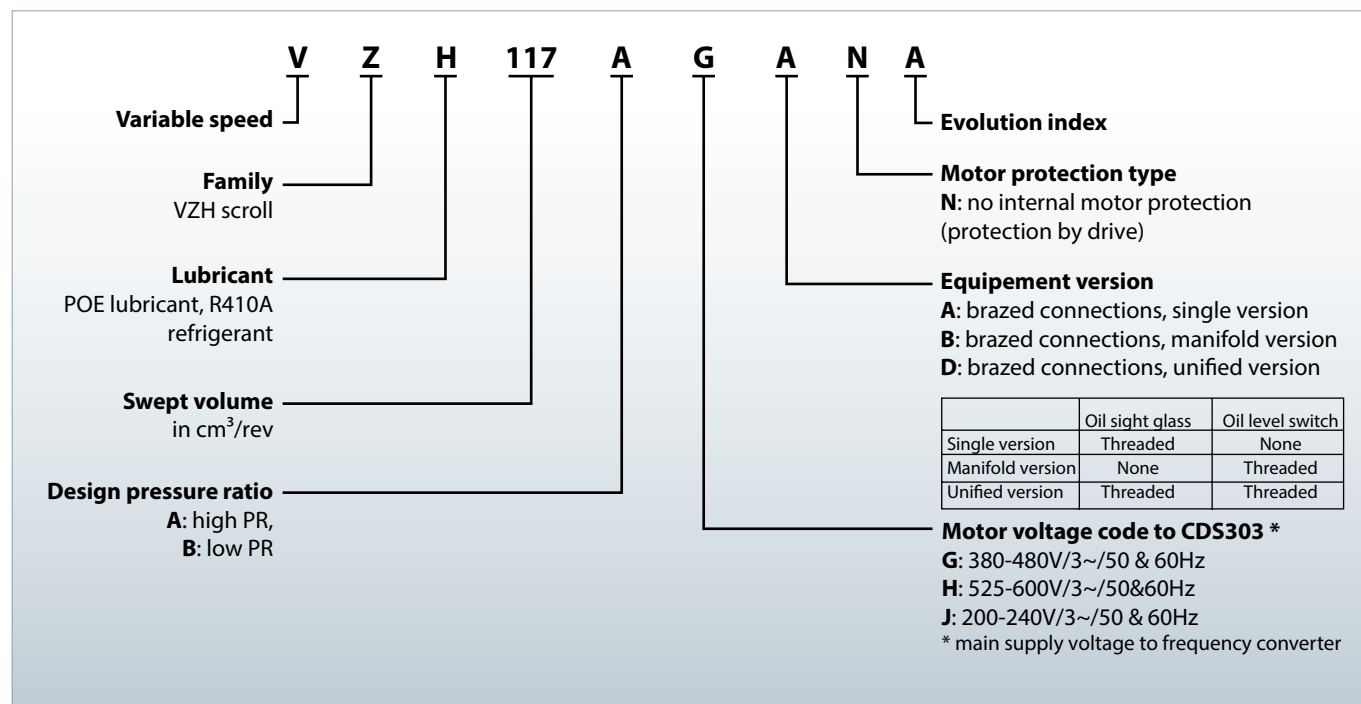 V Z H 117 A G A N A
Variable speed
Family
VZH scroll
Lubricant
POE lubricant, R410A
refrigerant
Swept volume
in cm³/rev
Design pressure ratio
A: high PR,
B: low PR
Evolution index
Motor protection type
N: no internal motor protection
(protection by drive)
Equipement version
A: brazed connections, single version
B: brazed connections, manifold version
D: brazed connections, unified version
Oil sight glass Oil level switch
Single version Threaded None
Manifold version None Threaded
Unified version Threaded Threaded
Motor voltage code to CDS303 *
G: 380-480V/3~/50 & 60Hz
H: 525-600V/3~/50&60Hz
J: 200-240V/3~/50 & 60Hz
* main supply voltage to frequency converter